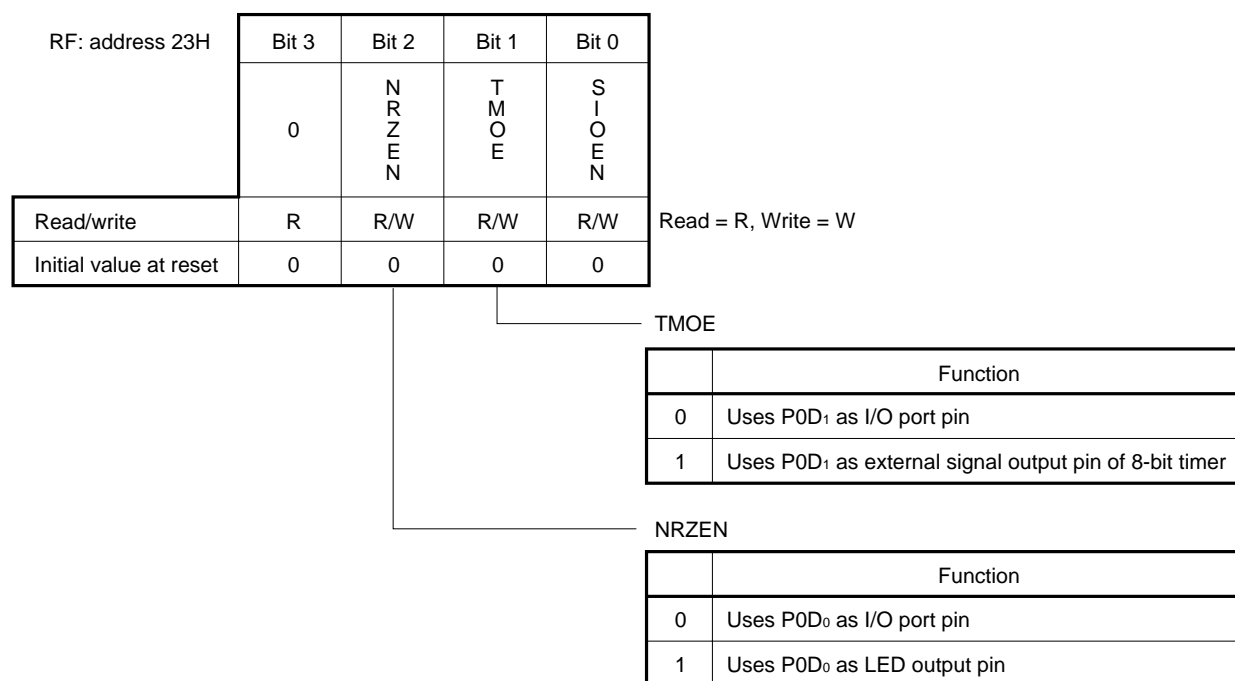 RF: address 23H Bit 3 Bit 2 Bit 1 Bit 0
0 NRZEN TMOE SIOEN
Read/write R R/W R/W R/W Read = R, Write = W
Initial value at reset 0 0 0 0
TMOE
Function
0 Uses P0D₁ as I/O port pin
1 Uses P0D₁ as external signal output pin of 8-bit timer
NRZEN
Function
0 Uses P0D₀ as I/O port pin
1 Uses P0D₀ as LED output pin